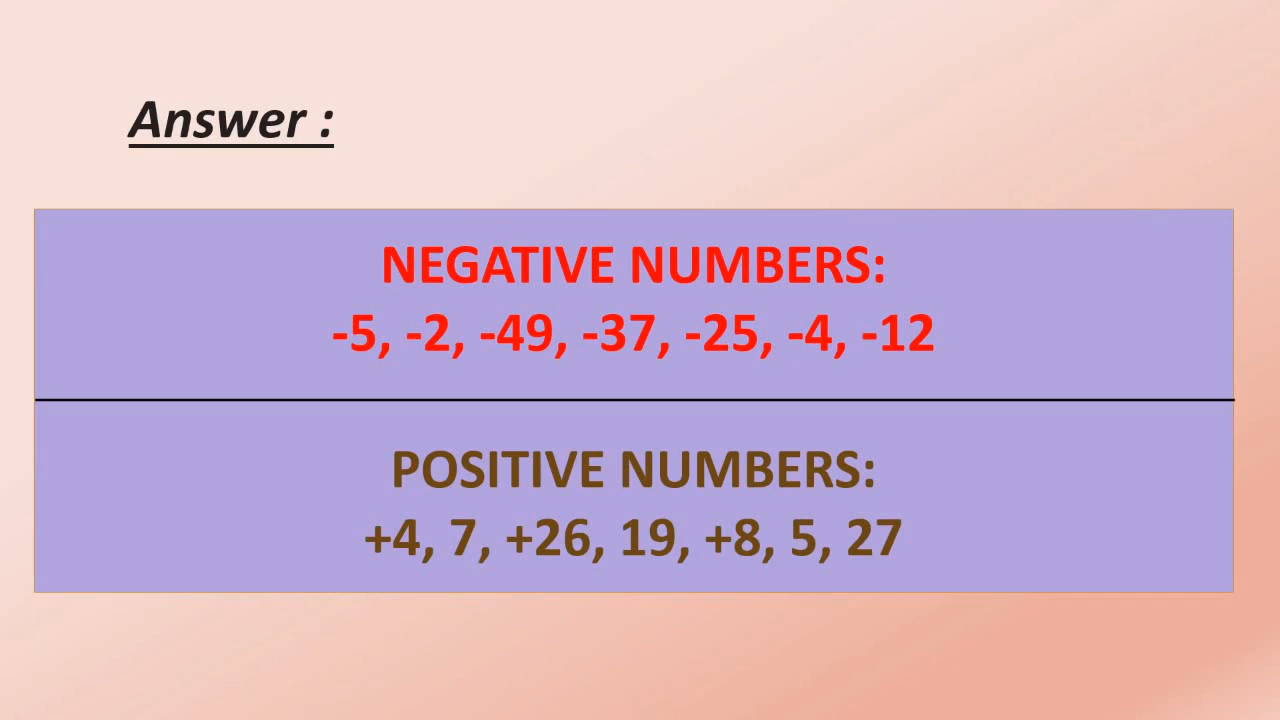 Answer :
NEGATIVE NUMBERS:
-5, -2, -49, -37, -25, -4, -12
POSITIVE NUMBERS:
+4, 7, +26, 19, +8, 5, 27